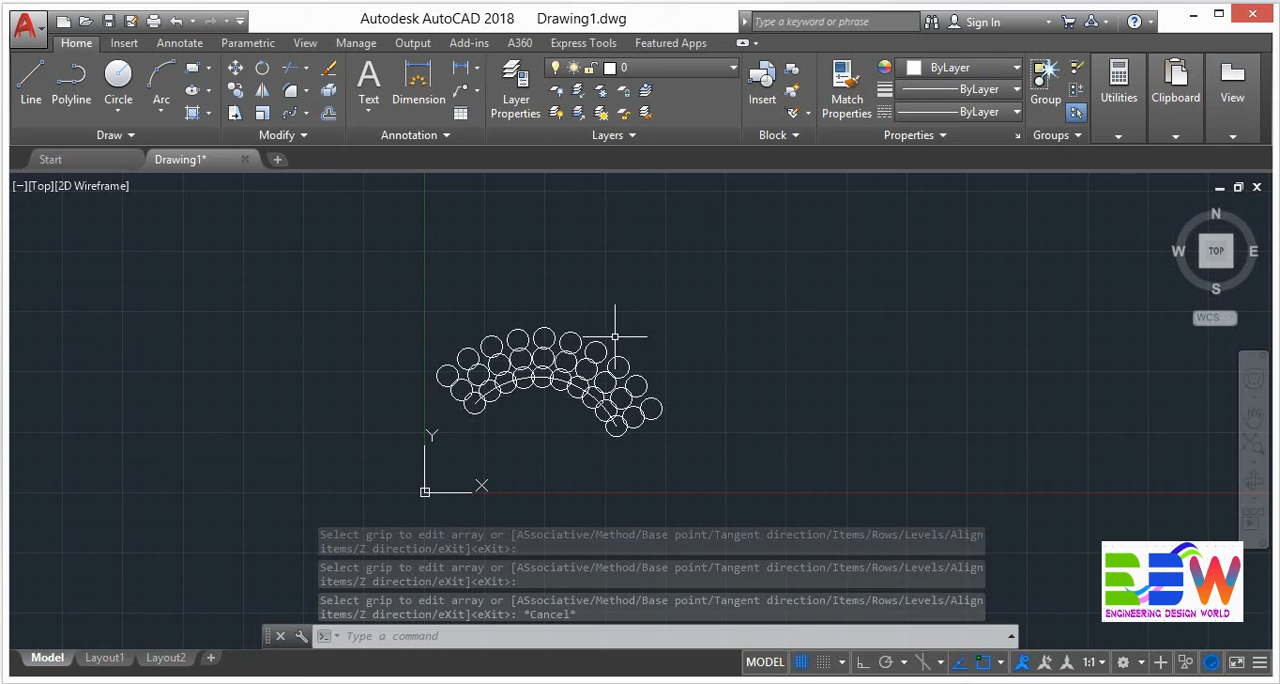 Autodesk AutoCAD 2018 Drawing1.dwg
Type a keyword or phrase
Sign In
Home Insert Annotate Parametric View Manage Output Add-ins A360 Express Tools Featured Apps
Line Polyline Circle Arc
Text Dimension
Layer
Properties
0
Insert
Match
Properties
ByLayer
ByLayer
ByLayer
Group
Utilities
Clipboard
View
Draw Modify Annotation Layers Block Properties Groups
Start Drawing1*
[−][Top][2D Wireframe]
N
W TOP E
S
WCS
Y
X
Select grip to edit array or [ASsociative/Method/Base point/Tangent direction/Items/Rows/Levels/Align
items/Z direction/eXit]<eXit>:
Select grip to edit array or [ASsociative/Method/Base point/Tangent direction/Items/Rows/Levels/Align
items/Z direction/eXit]<eXit>:
Select grip to edit array or [ASsociative/Method/Base point/Tangent direction/Items/Rows/Levels/Align
items/Z direction/eXit]<eXit>: *Cancel*
Type a command
EDW
ENGINEERING DESIGN WORLD
Model Layout1 Layout2
MODEL
1:1